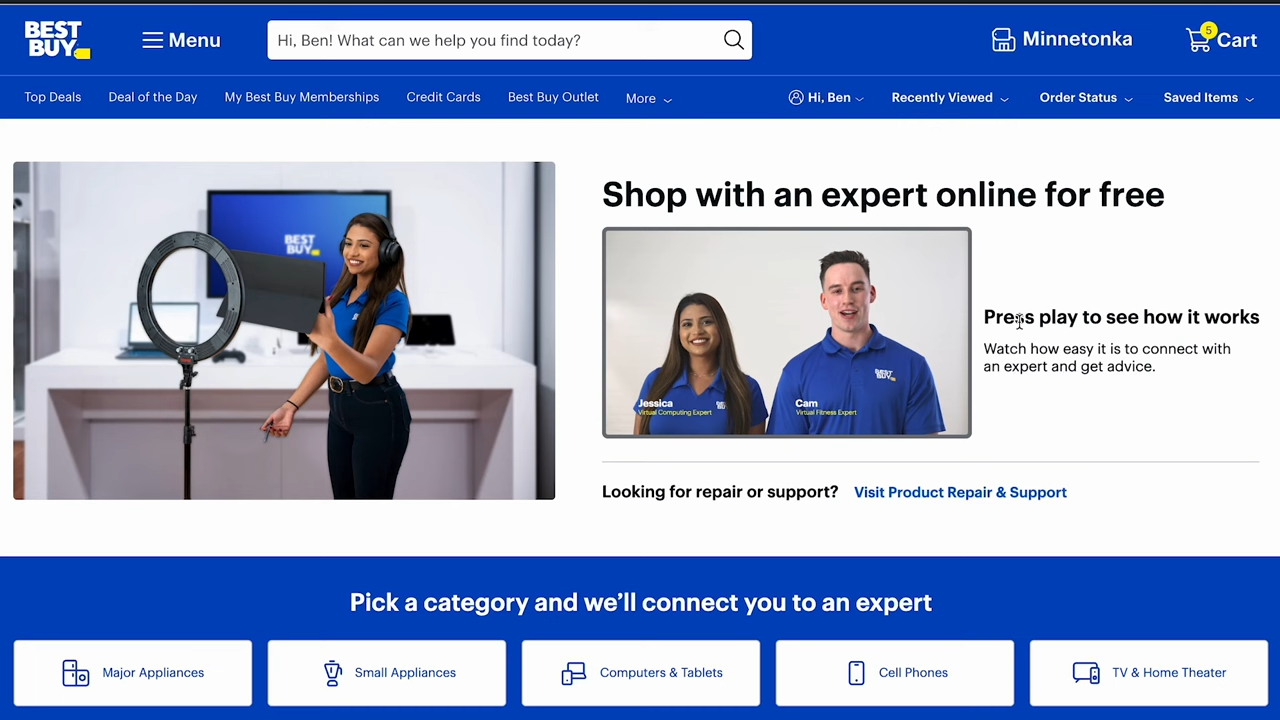 BEST
BUY
Menu
Hi, Ben! What can we help you find today?
Minnetonka
5
Cart
Top Deals
Deal of the Day
My Best Buy Memberships
Credit Cards
Best Buy Outlet
More
Hi, Ben
Recently Viewed
Order Status
Saved Items
BEST
BUY
Shop with an expert online for free
BEST
BUY
Jessica
Virtual Computing Expert
Cam
Virtual Fitness Expert
Press play to see how it works
Watch how easy it is to connect with
an expert and get advice.
Looking for repair or support? Visit Product Repair & Support
Pick a category and we’ll connect you to an expert
Major Appliances
Small Appliances
Computers & Tablets
Cell Phones
TV & Home Theater